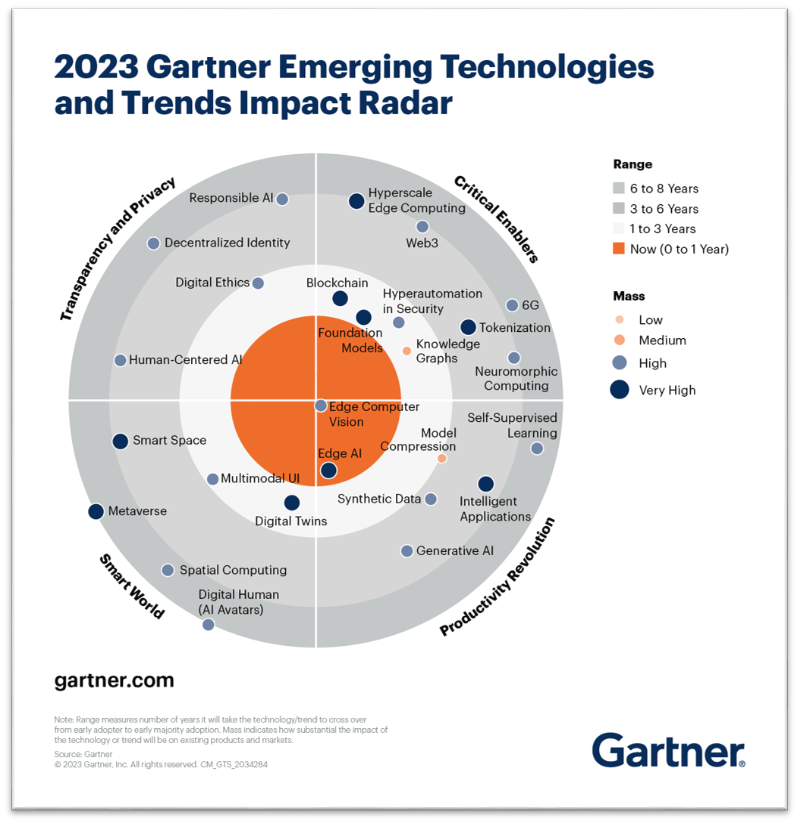 2023 Gartner Emerging Technologies
and Trends Impact Radar
Range
6 to 8 Years
3 to 6 Years
1 to 3 Years
Now (0 to 1 Year)
Mass
Low
Medium
High
Very High
Transparency and Privacy
Responsible AI
Decentralized Identity
Digital Ethics
Human-Centered AI
Critical Enablers
Hyperscale
Edge Computing
Web3
Blockchain
Hyperautomation
in Security
6G
Foundation
Models
Tokenization
Knowledge
Graphs
Neuromorphic
Computing
Smart World
Smart Space
Multimodal UI
Metaverse
Digital Twins
Spatial Computing
Digital Human
(AI Avatars)
Productivity Revolution
Edge Computer
Vision
Self-Supervised
Learning
Model
Compression
Edge AI
Synthetic Data
Intelligent
Applications
Generative AI
gartner.com
Note: Range measures number of years it will take the technology/trend to cross over
from early adopter to early majority adoption. Mass indicates how substantial the impact of
the technology or trend will be on existing products and markets.
Source: Gartner
© 2023 Gartner, Inc. All rights reserved. CM_GTS_2034284
Gartner®